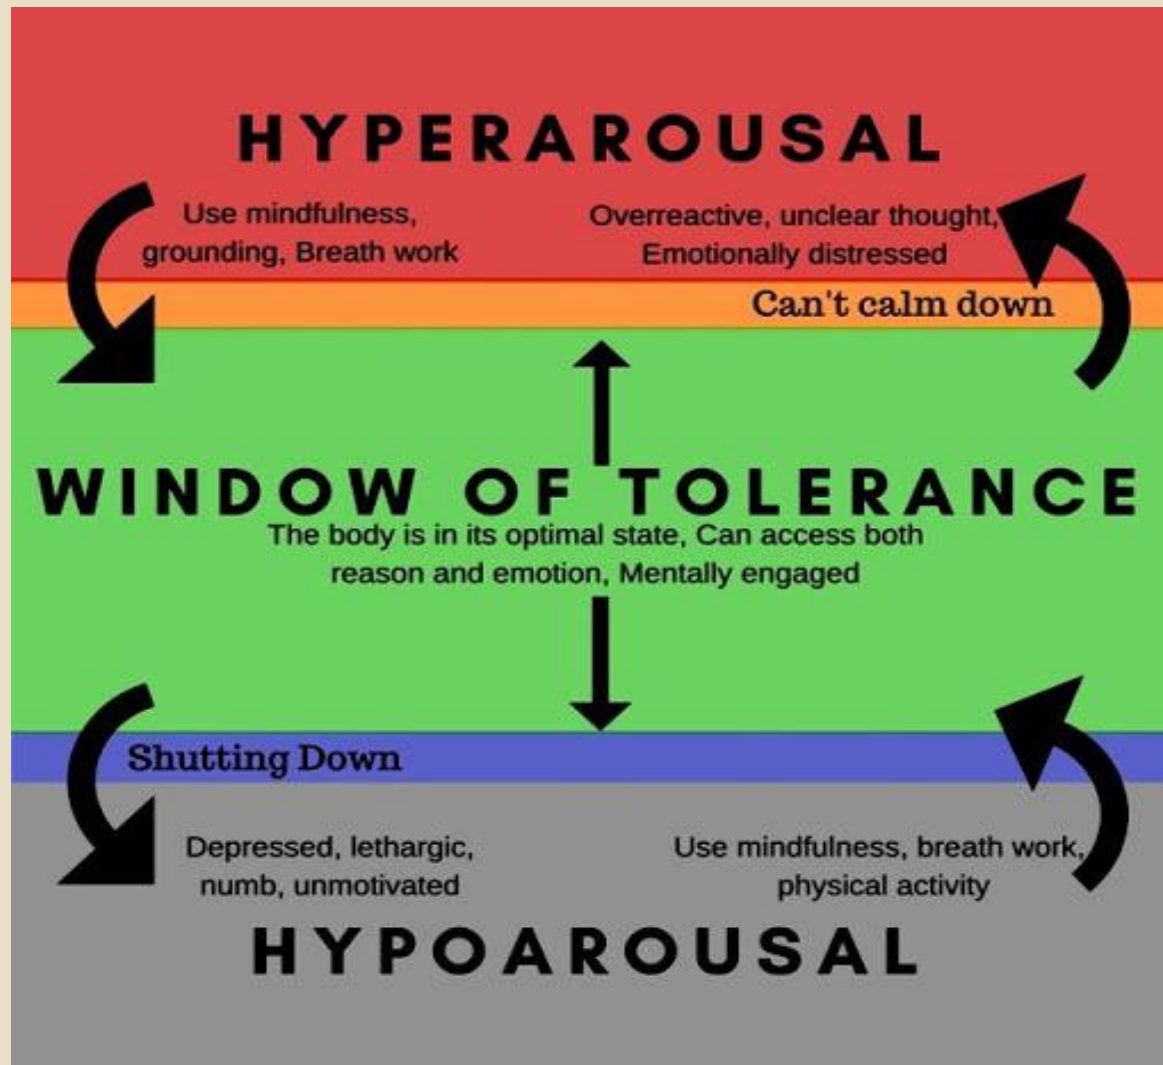 HYPERAROUSAL
Use mindfulness,
grounding, Breath work
Overreactive, unclear thought,
Emotionally distressed
Can't calm down
WINDOW OF TOLERANCE
The body is in its optimal state, Can access both
reason and emotion, Mentally engaged
Shutting Down
Depressed, lethargic,
numb, unmotivated
Use mindfulness, breath work,
physical activity
HYPOAROUSAL